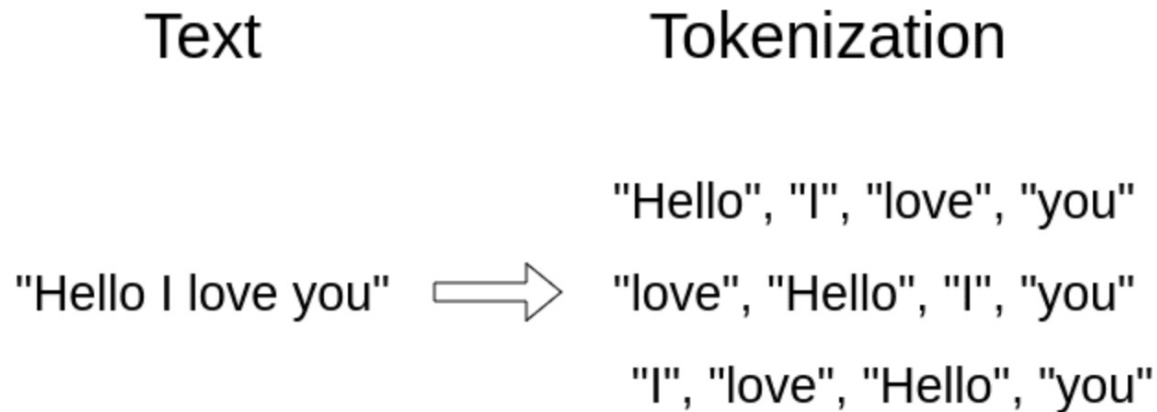 Text
Tokenization
"Hello", "I", "love", "you"
"Hello I love you"
"love", "Hello", "I", "you"
"I", "love", "Hello", "you"